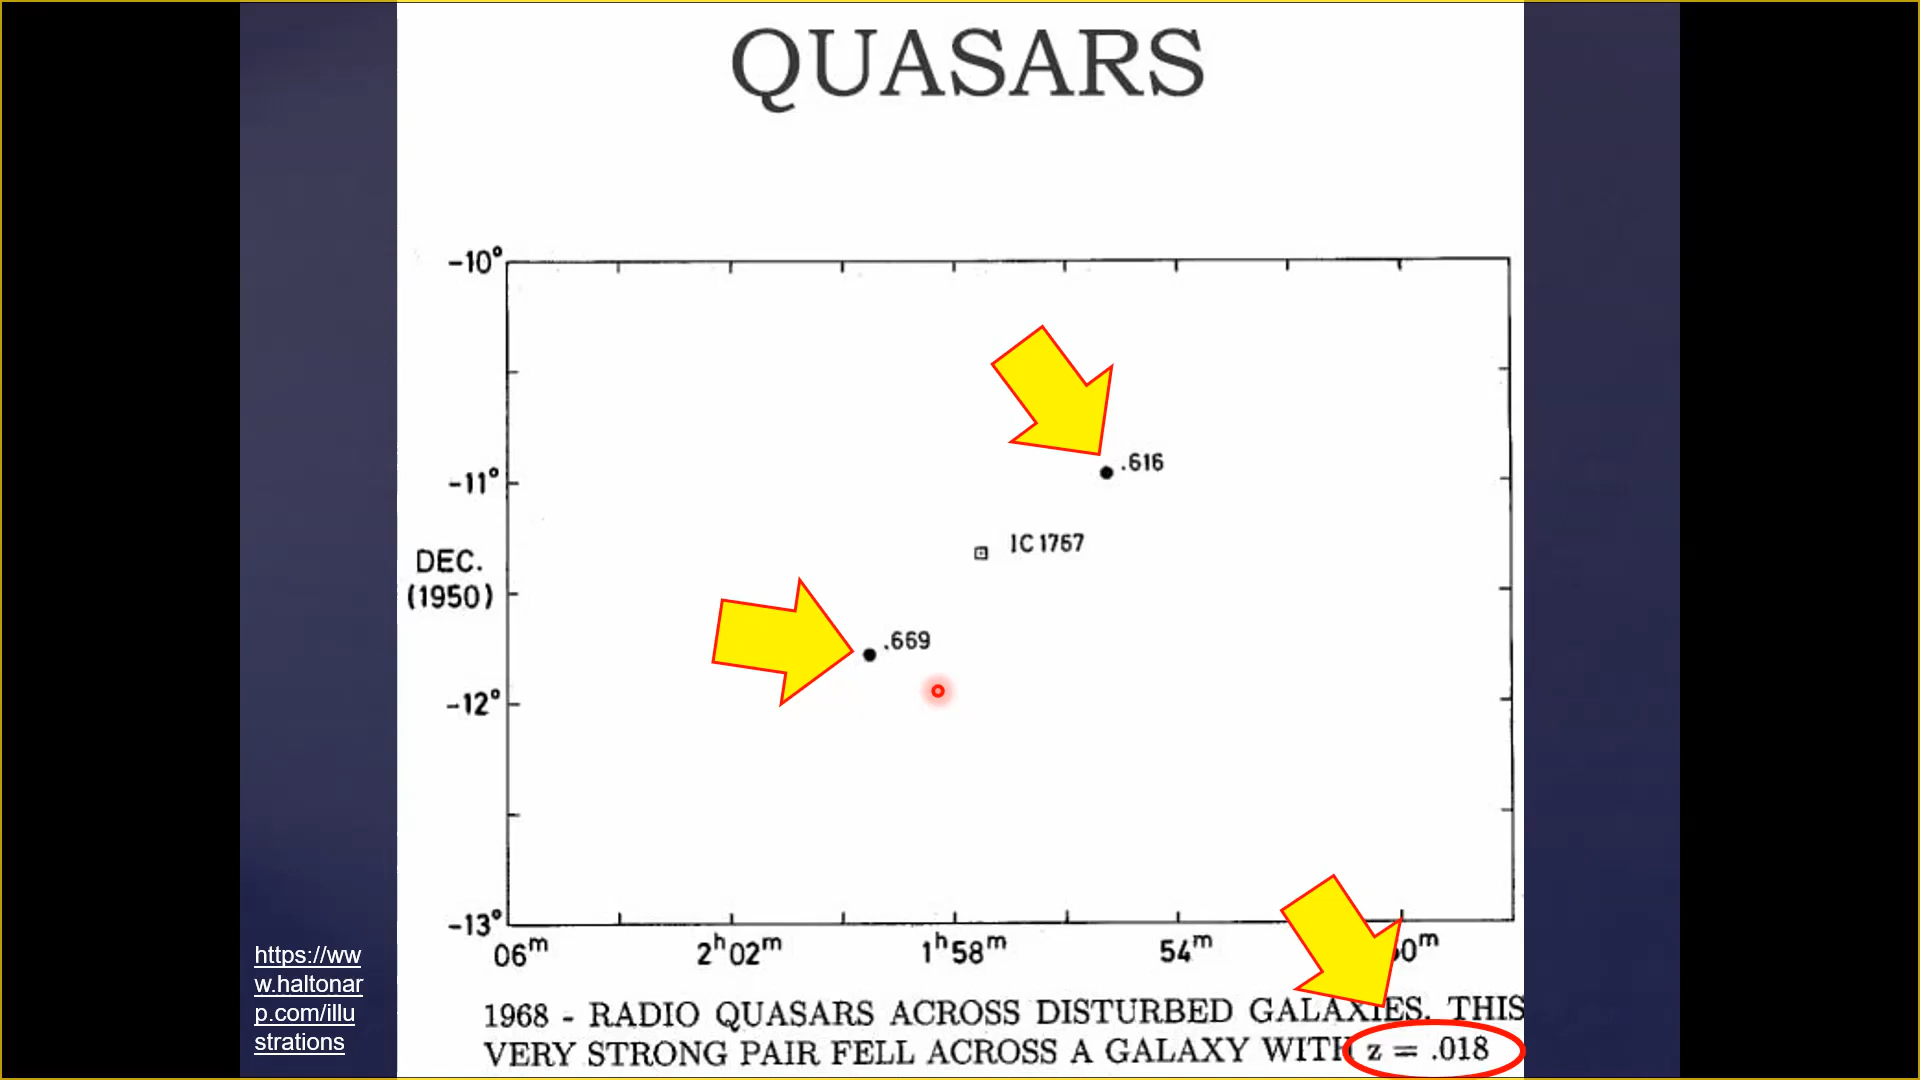 QUASARS
-10°
.616
-11°
IC 1767
DEC.
(1950)
.669
-12°
-13°
06m
2h02m
1h58m
54m
0m
https://ww
w.haltonar
p.com/illu
strations
1968 - RADIO QUASARS ACROSS DISTURBED GALAXIES. THIS
VERY STRONG PAIR FELL ACROSS A GALAXY WITH z = .018